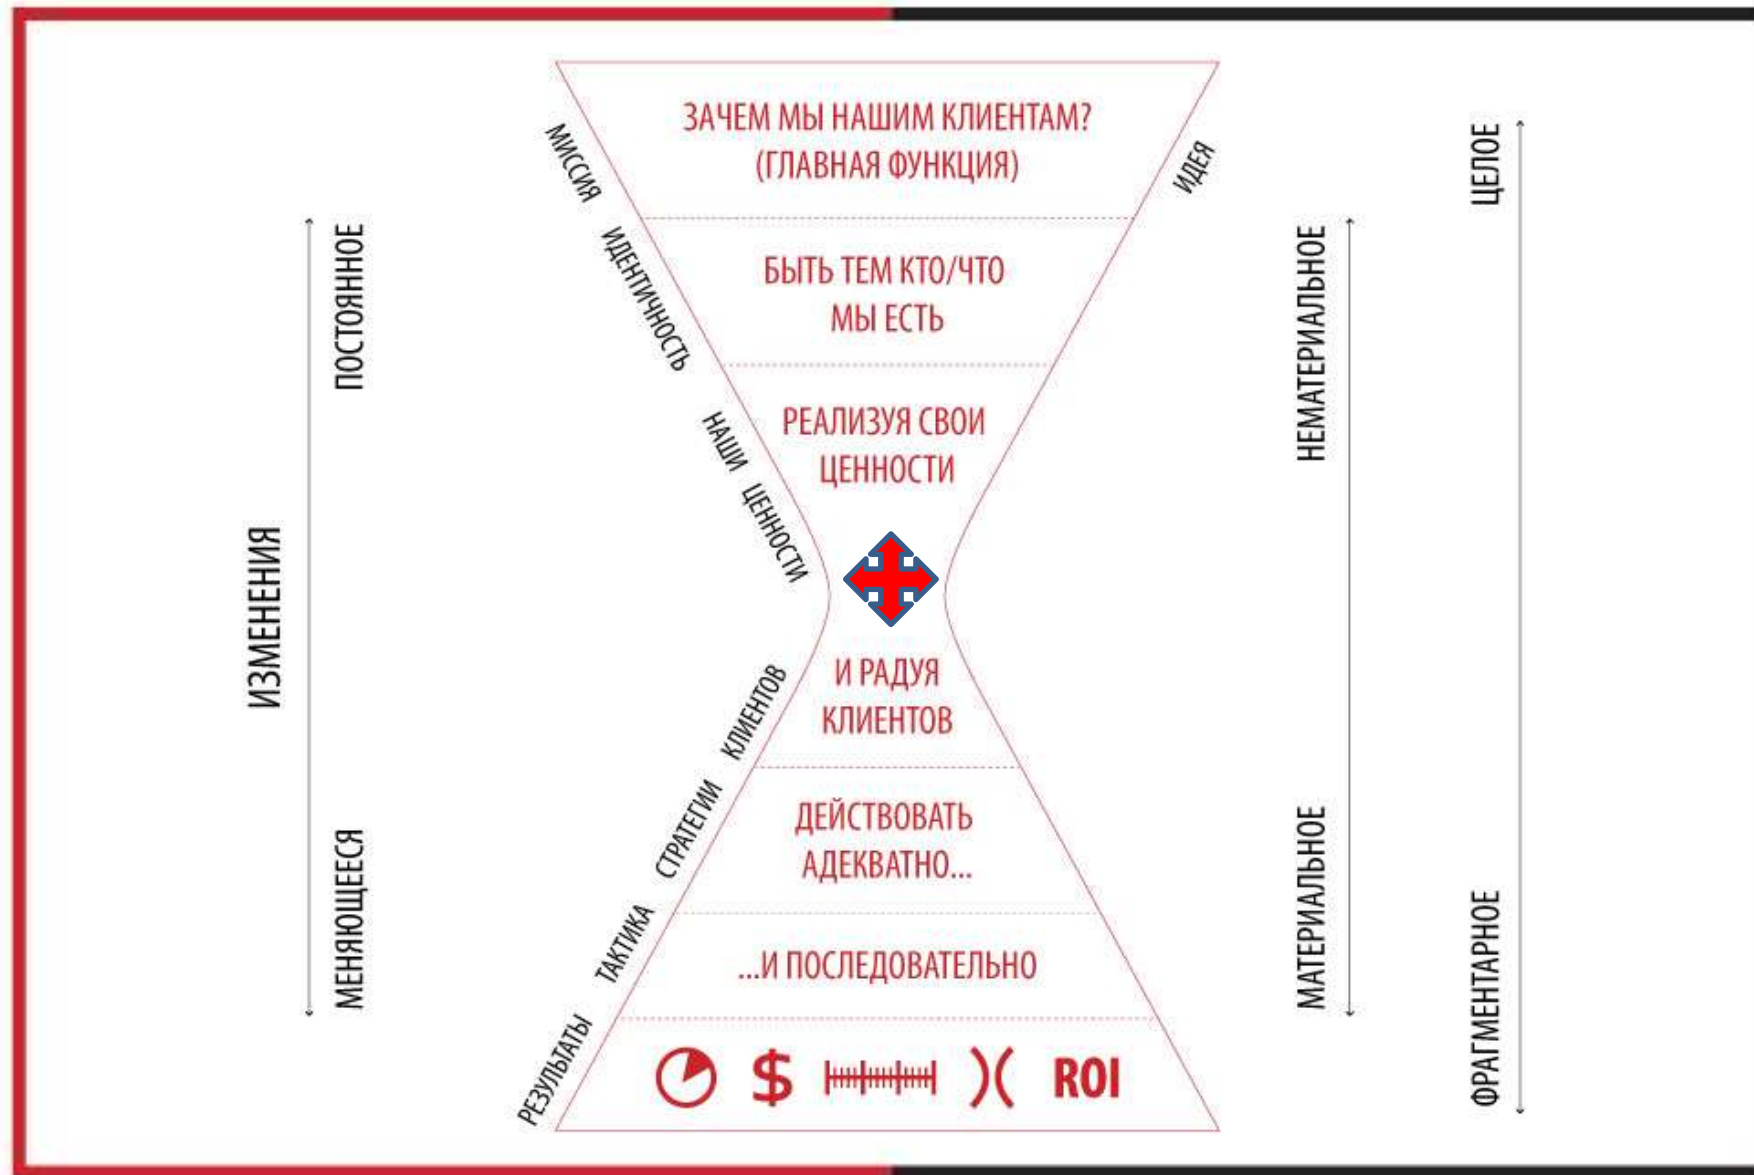 ЗАЧЕМ МЫ НАШИМ КЛИЕНТАМ?
(ГЛАВНАЯ ФУНКЦИЯ)
МИССИЯ
ИДЕЯ
ЦЕЛОЕ
БЫТЬ ТЕМ КТО/ЧТО
МЫ ЕСТЬ
ИДЕНТИЧНОСТЬ
ПОСТОЯННОЕ
НЕМАТЕРИАЛЬНОЕ
РЕАЛИЗУЯ СВОИ
ЦЕННОСТИ
НАШИ ЦЕННОСТИ
ИЗМЕНЕНИЯ
И РАДУЯ
КЛИЕНТОВ
КЛИЕНТОВ
ДЕЙСТВОВАТЬ
АДЕКВАТНО...
СТРАТЕГИИ
МЕНЯЮЩЕЕСЯ
МАТЕРИАЛЬНОЕ
...И ПОСЛЕДОВАТЕЛЬНО
ТАКТИКА
ФРАГМЕНТАРНОЕ
РЕЗУЛЬТАТЫ
$ ROI